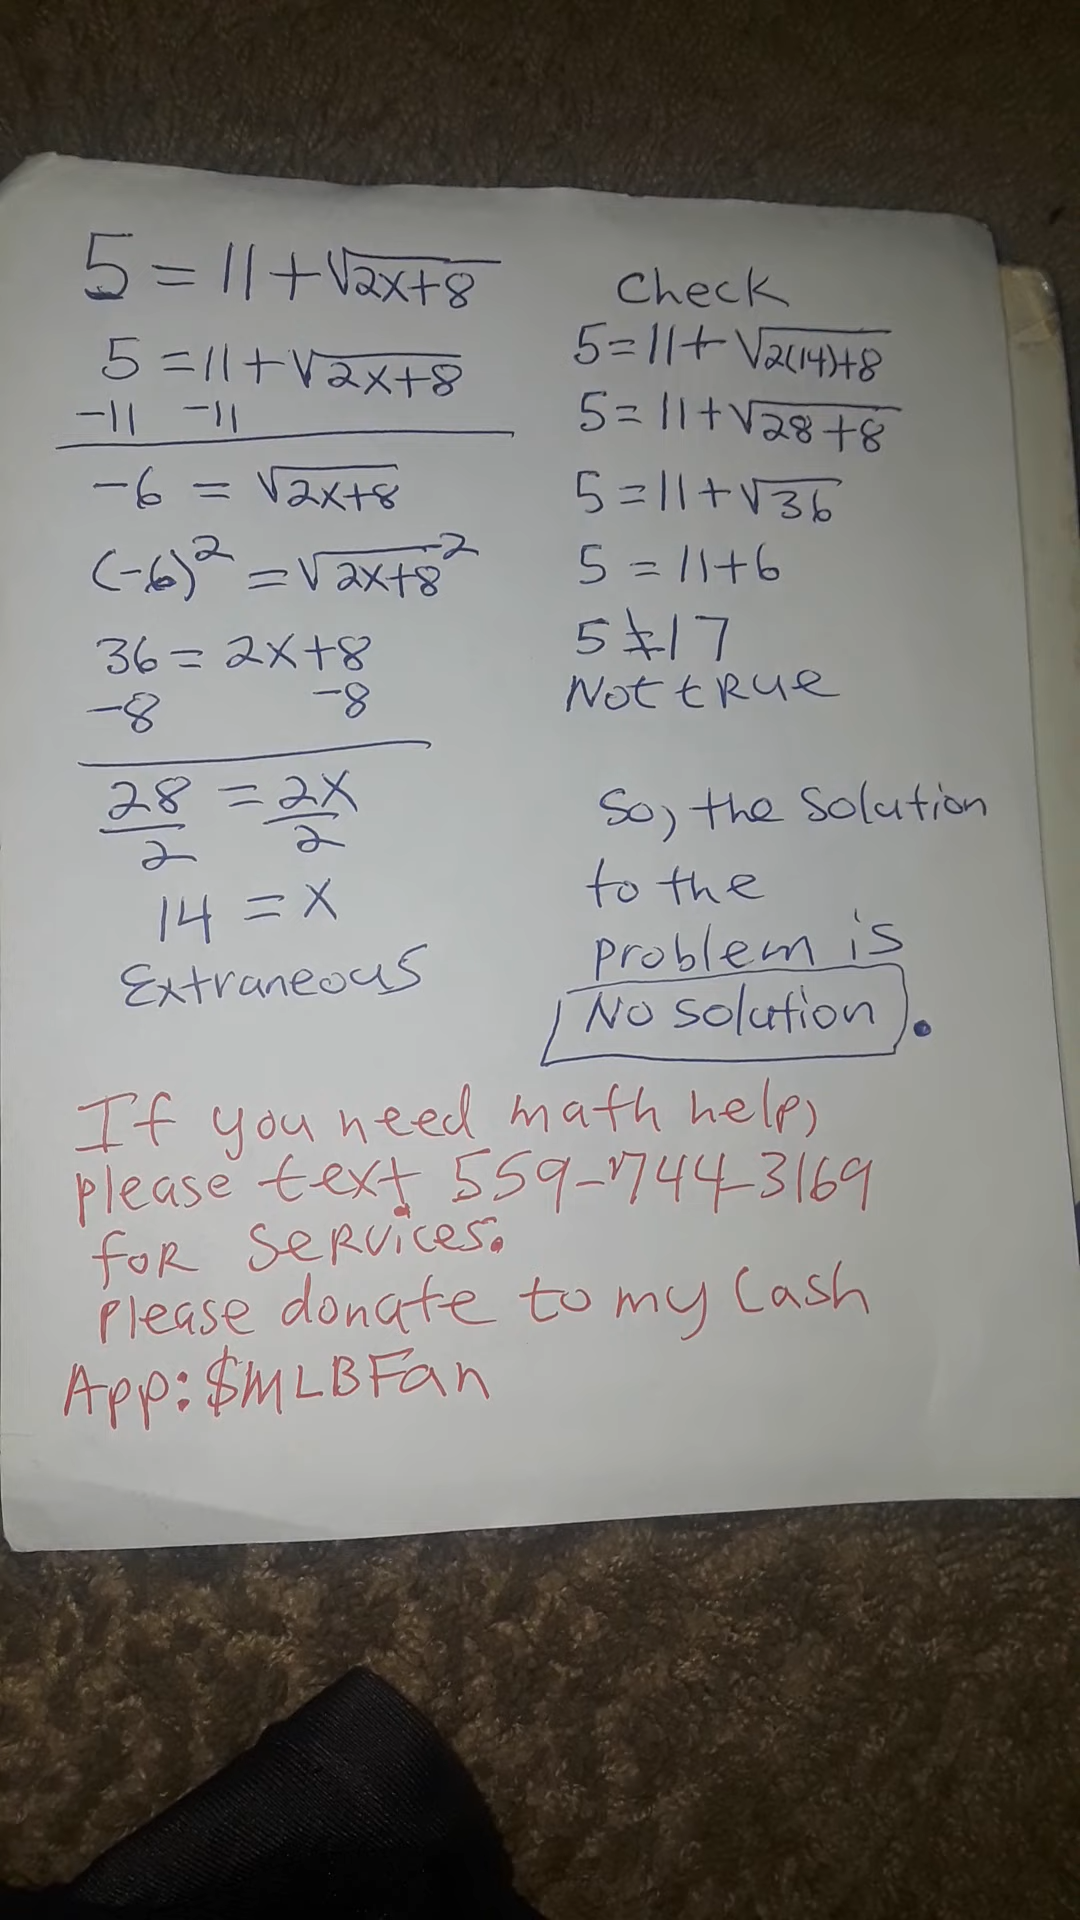 5 = 11 + √2x+8
5 = 11 + √2x+8
-11 -11
-6 = √2x+8
(-6)² = √2x+8²
36 = 2x+8
-8 -8
28 = 2x
2 2
14 = x
Extraneous
Check
5 = 11 + √2(14)+8
5 = 11 + √28+8
5 = 11 + √36
5 = 11+6
5 ≠ 17
Not true
So, the solution
to the
problem is
No solution.
If you need math help,
please text 559-744-3169
for services.
Please donate to my Cash
App: $MLBFan